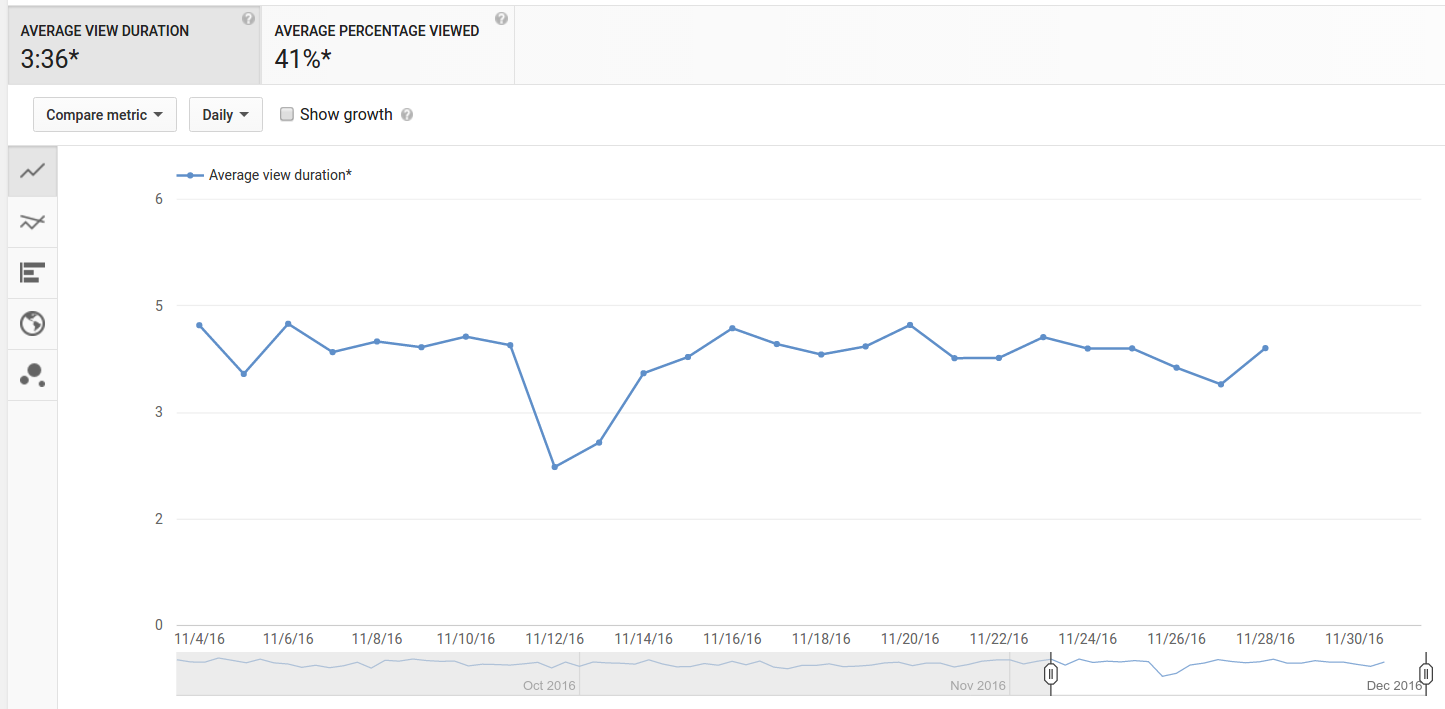 AVERAGE VIEW DURATION ?
3:36*
AVERAGE PERCENTAGE VIEWED ?
41%*
Compare metric
Daily
Show growth ?
Average view duration*
6
5
3
2
0
11/4/16 11/6/16 11/8/16 11/10/16 11/12/16 11/14/16 11/16/16 11/18/16 11/20/16 11/22/16 11/24/16 11/26/16 11/28/16 11/30/16
Oct 2016 Nov 2016 Dec 2016